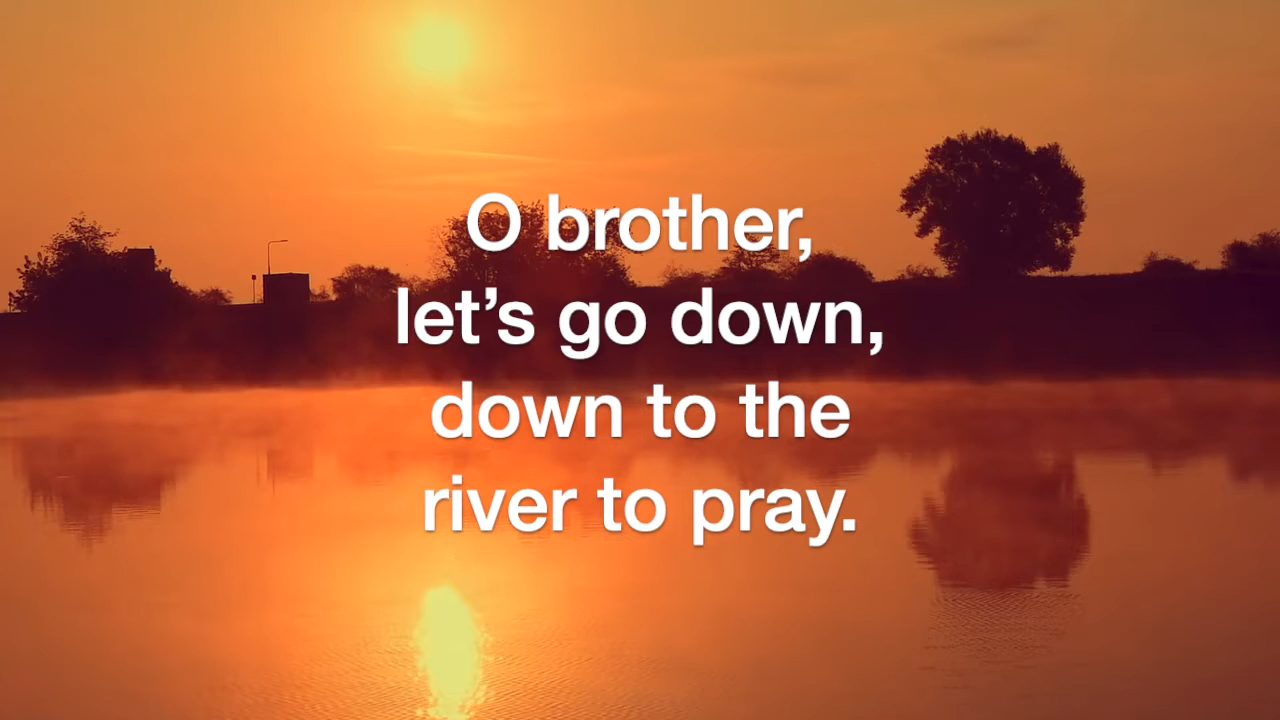 O brother,
let’s go down,
down to the
river to pray.